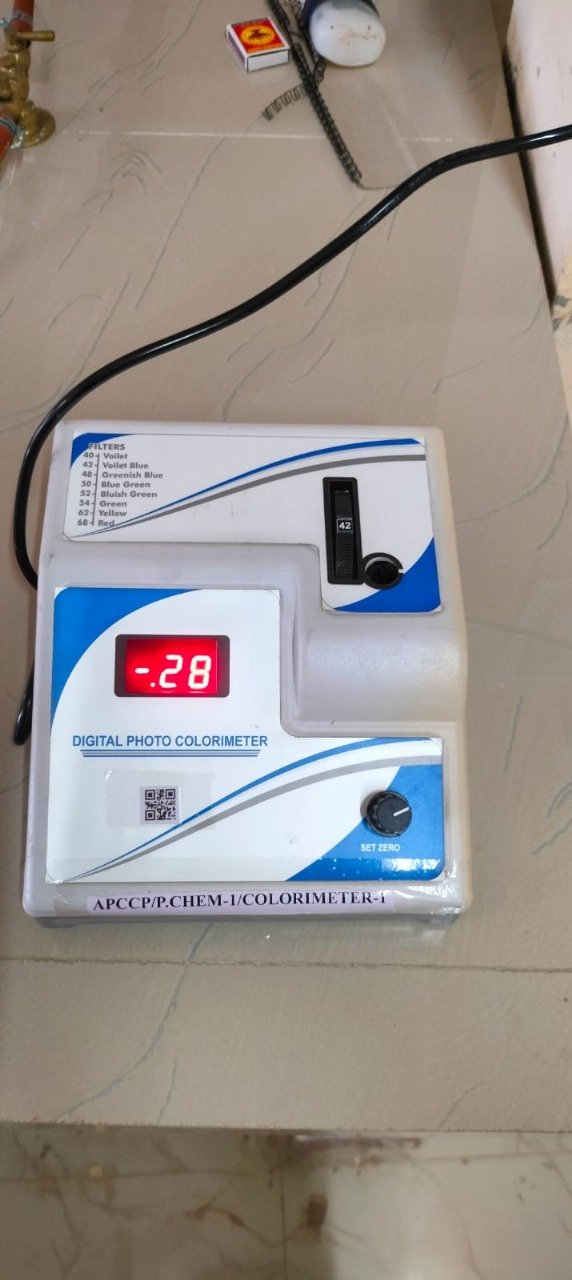 FILTERS
40 Voilet
42 Voilet Blue
48 Greenish Blue
50 Blue Green
52 Bluish Green
54 Green
62 Yellow
68 Red
42
-.28
DIGITAL PHOTO COLORIMETER
SET ZERO
APCCP/P.CHEM-1/COLORIMETER-1